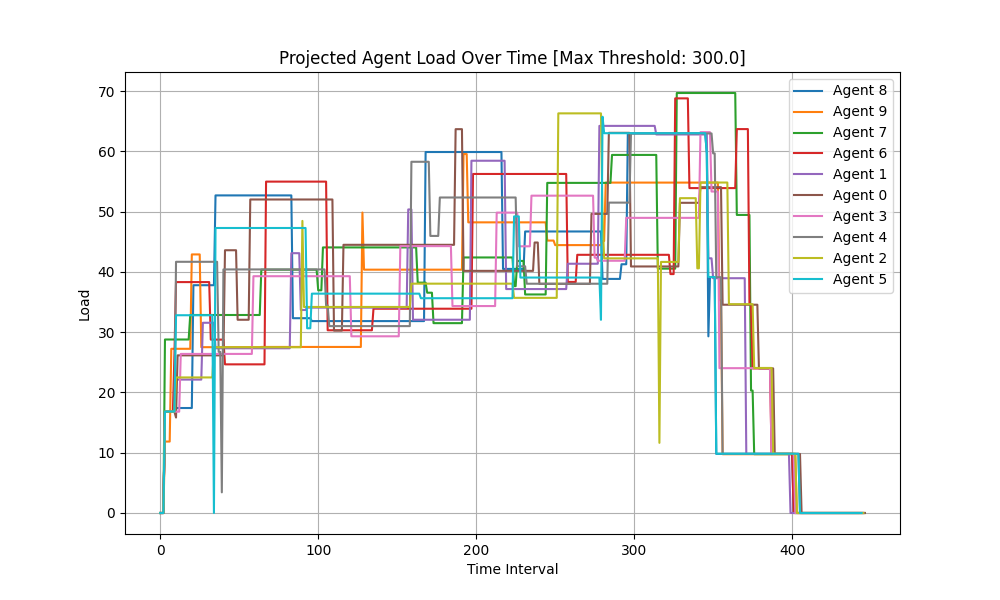 Projected Agent Load Over Time [Max Threshold: 300.0]
Load
70
60
50
40
30
20
10
0
0
100
200
300
400
Time Interval
Agent 8
Agent 9
Agent 7
Agent 6
Agent 1
Agent 0
Agent 3
Agent 4
Agent 2
Agent 5